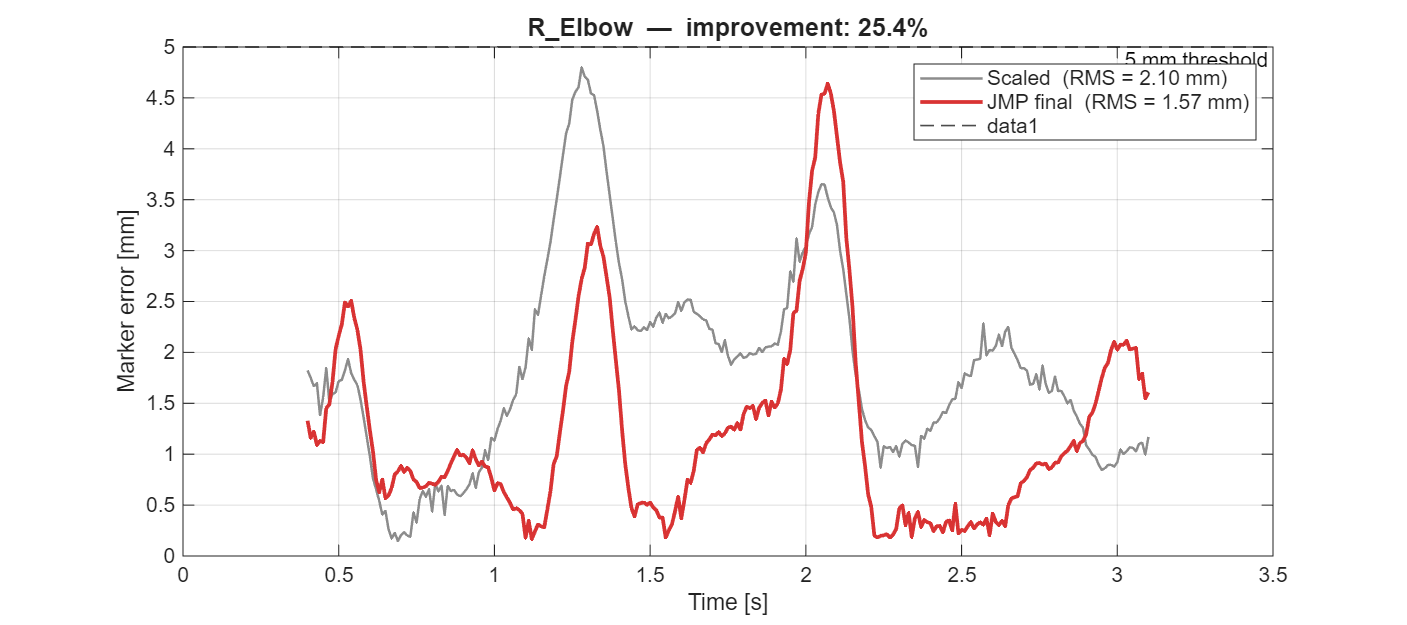 R_Elbow — improvement: 25.4%
5 mm threshold
Scaled (RMS = 2.10 mm)
JMP final (RMS = 1.57 mm)
data1
Marker error [mm]
5
4.5
4
3.5
3
2.5
2
1.5
1
0.5
0
0 0.5 1 1.5 2 2.5 3 3.5
Time [s]